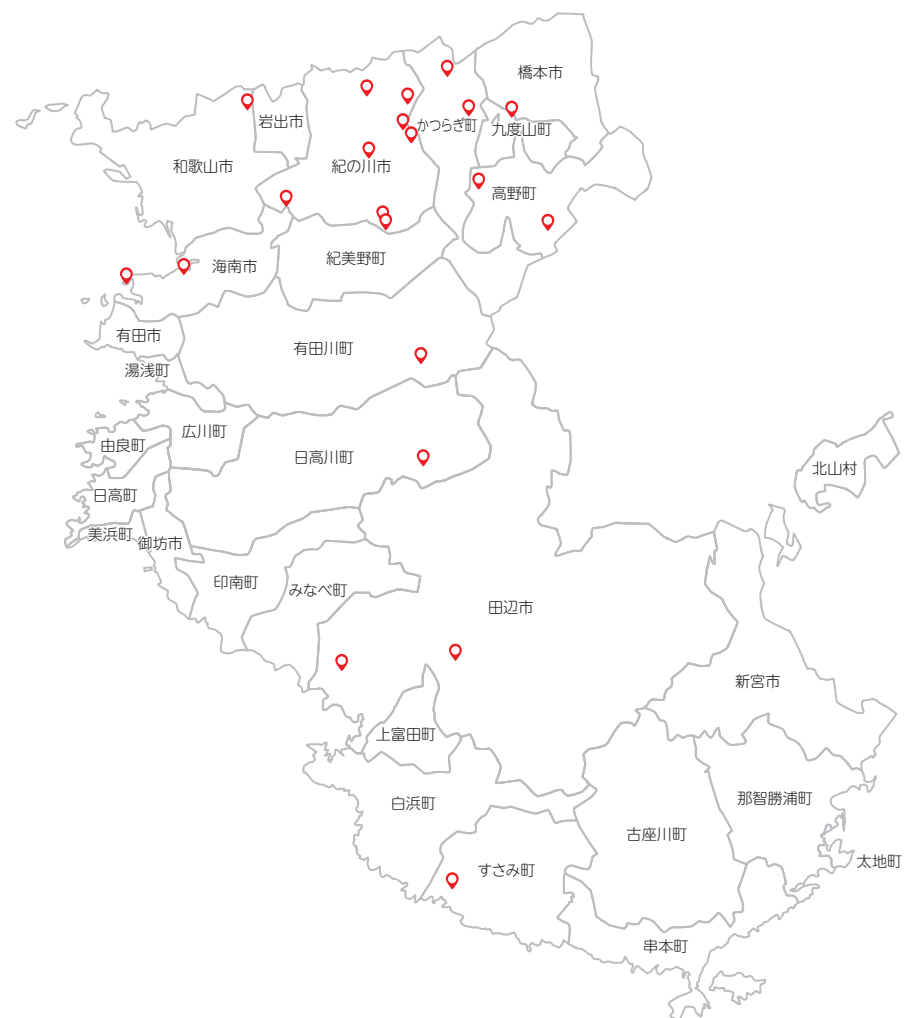 橋本市
岩出市
かつらぎ町
九度山町
和歌山市
紀の川市
高野町
紀美野町
海南市
有田市
有田川町
湯浅町
広川町
由良町
日高川町
北山村
日高町
美浜町
御坊市
印南町
みなべ町
田辺市
新宮市
上富田町
那智勝浦町
白浜町
古座川町
太地町
すさみ町
串本町